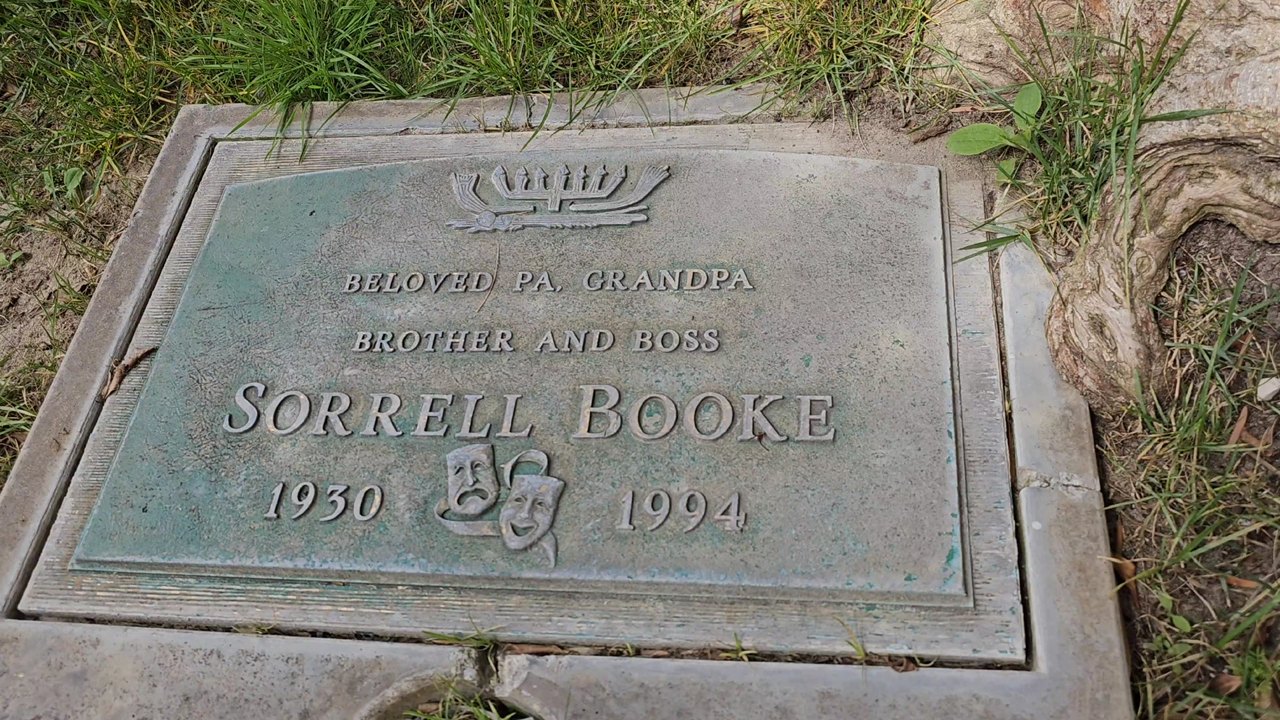 BELOVED PA, GRANDPA
BROTHER AND BOSS
SORRELL BOOKE
1930 1994